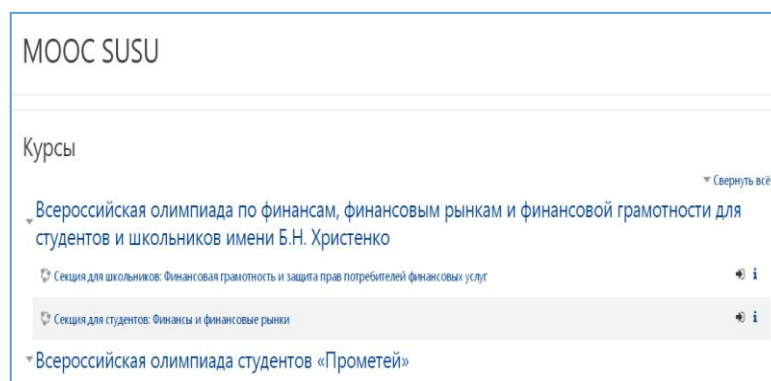 MOOC SUSU
Курсы
Свернуть всё
Всероссийская олимпиада по финансам, финансовым рынкам и финансовой грамотности для
студентов и школьников имени Б.Н. Христенко
Секция для школьников: Финансовая грамотность и защита прав потребителей финансовых услуг
Секция для студентов: Финансы и финансовые рынки
Всероссийская олимпиада студентов «Прометей»